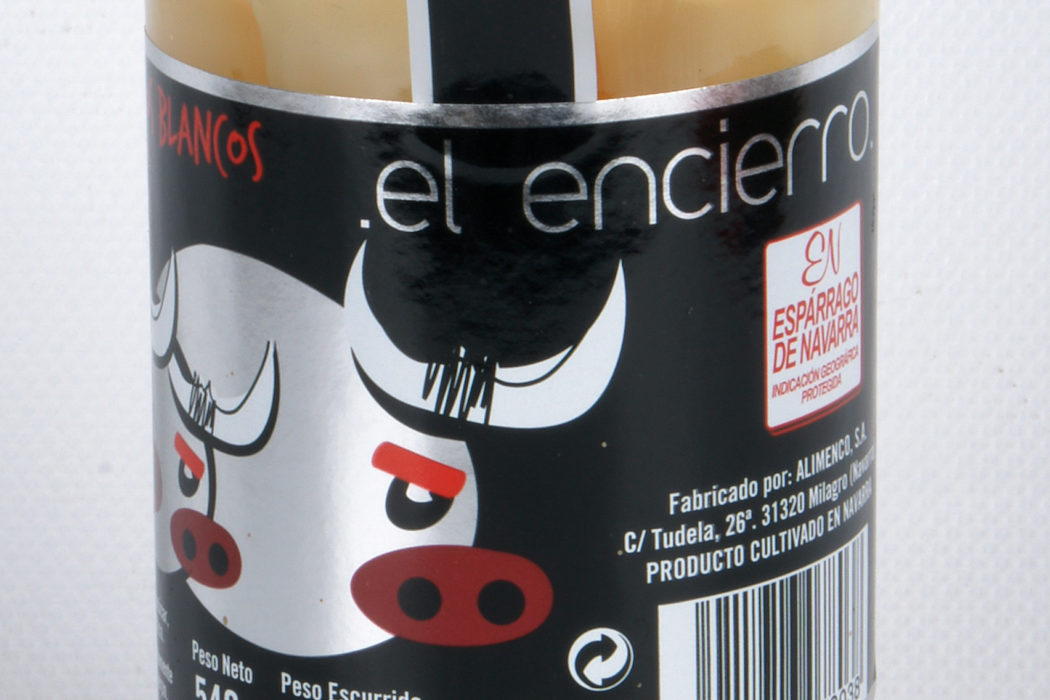 BLANCOS
.el encierro.
EN
ESPÁRRAGO
DE NAVARRA
INDICACIÓN GEOGRÁFICA
PROTEGIDA
Fabricado por: ALIMENCO, S.A.
C/ Tudela, 26ª. 31320 Milagro (Navarra)
PRODUCTO CULTIVADO EN NAVARRA
Peso Neto
Peso Escurrido